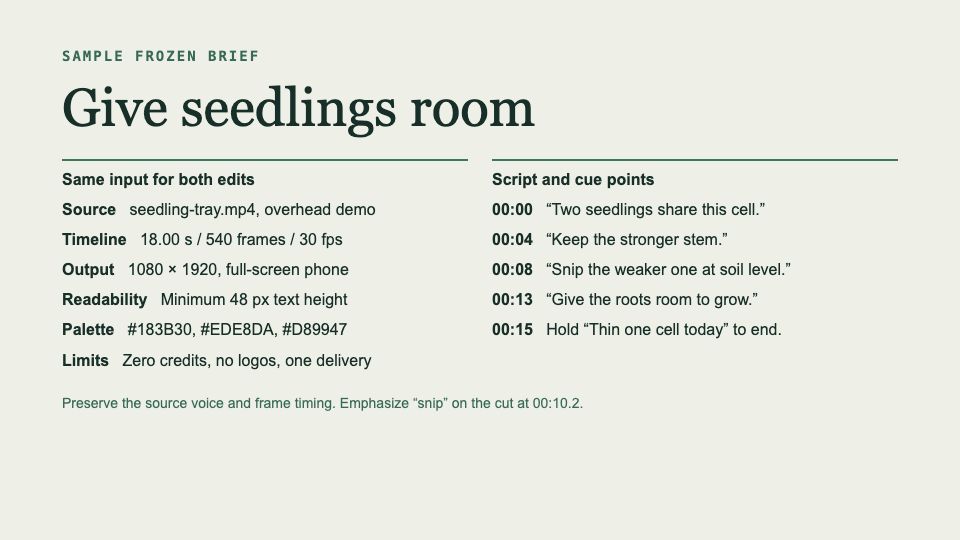 SAMPLE FROZEN BRIEF
Give seedlings room
Same input for both edits
Source seedling-tray.mp4, overhead demo
Timeline 18.00 s / 540 frames / 30 fps
Output 1080 × 1920, full-screen phone
Readability Minimum 48 px text height
Palette #183B30, #EDE8DA, #D89947
Limits Zero credits, no logos, one delivery
Script and cue points
00:00 “Two seedlings share this cell.”
00:04 “Keep the stronger stem.”
00:08 “Snip the weaker one at soil level.”
00:13 “Give the roots room to grow.”
00:15 Hold “Thin one cell today” to end.
Preserve the source voice and frame timing. Emphasize “snip” on the cut at 00:10.2.